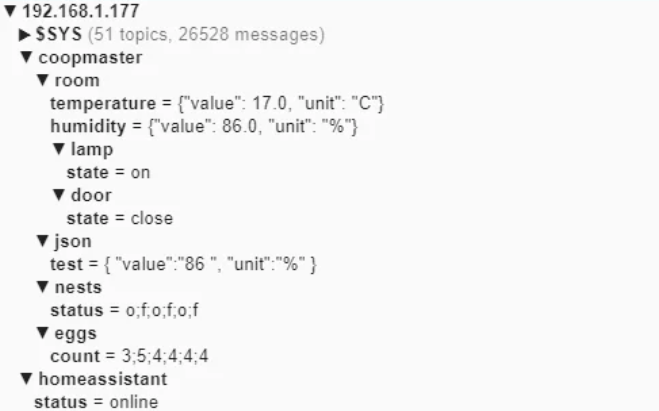 ▼ 192.168.1.177
▶ $SYS (51 topics, 26528 messages)
▼ coopmaster
▼ room
temperature = {"value": 17.0, "unit": "C"}
humidity = {"value": 86.0, "unit": "%"}
▼ lamp
state = on
▼ door
state = close
▼ json
test = { "value":"86 ", "unit":"%" }
▼ nests
status = o;f;o;f;o;f
▼ eggs
count = 3;5;4;4;4;4
▼ homeassistant
status = online